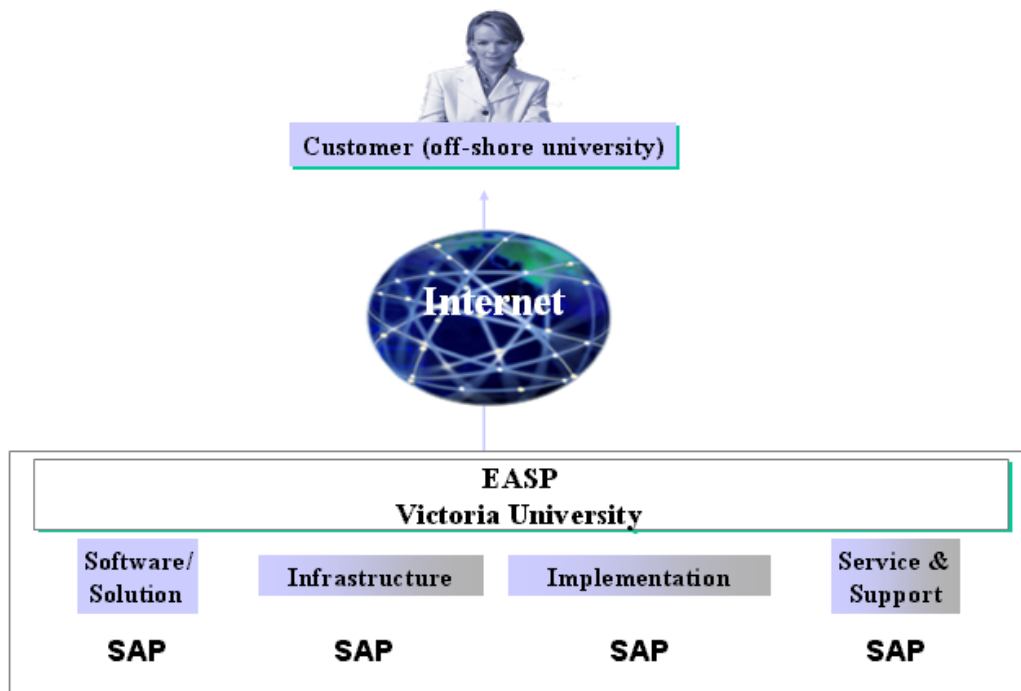 Customer (off-shore university)
Internet
EASP
Victoria University
Software/
Solution
Infrastructure
Implementation
Service &
Support
SAP
SAP
SAP
SAP